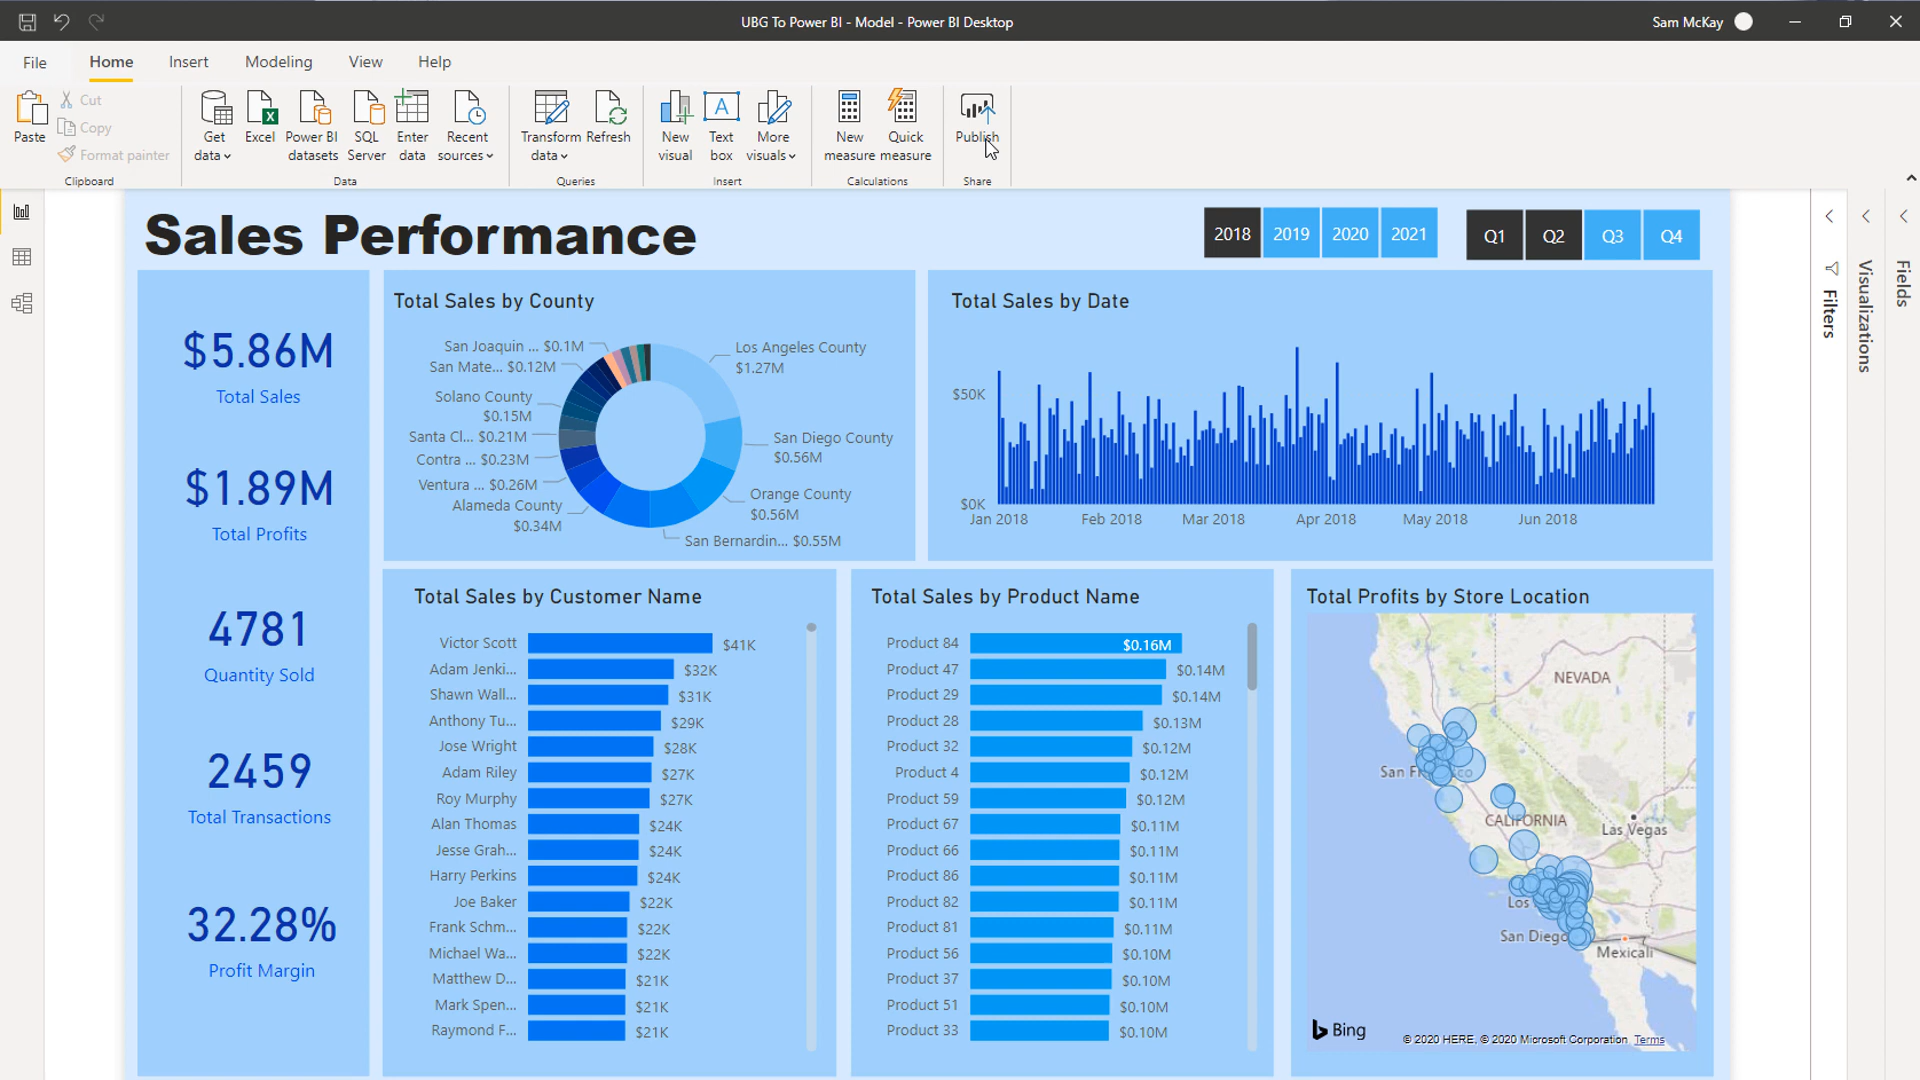 UBG To Power BI - Model - Power BI Desktop
Sam McKay
File
Home
Insert
Modeling
View
Help
Paste
Cut
Copy
Format painter
Clipboard
Get data
Excel
Power BI datasets
SQL Server
Enter data
Recent sources
Data
Transform data
Refresh
Queries
New visual
A
Text box
More visuals
Insert
New measure
Quick measure
Calculations
Publish
Share
Sales Performance
2018
2019
2020
2021
Q1
Q2
Q3
Q4
Filters
Visualizations
Fields
$5.86M
Total Sales
$1.89M
Total Profits
4781
Quantity Sold
2459
Total Transactions
32.28%
Profit Margin
Total Sales by County
San Joaquin ... $0.1M
San Mate... $0.12M
Solano County
$0.15M
Santa Cl... $0.21M
Contra ... $0.23M
Ventura ... $0.26M
Alameda County
$0.34M
Los Angeles County
$1.27M
San Diego County
$0.56M
Orange County
$0.56M
San Bernardin... $0.55M
Total Sales by Date
$50K
$0K
Jan 2018
Feb 2018
Mar 2018
Apr 2018
May 2018
Jun 2018
Total Sales by Customer Name
Victor Scott $41K
Adam Jenki... $32K
Shawn Wall... $31K
Anthony Tu... $29K
Jose Wright $28K
Adam Riley $27K
Roy Murphy $27K
Alan Thomas $24K
Jesse Grah... $24K
Harry Perkins $24K
Joe Baker $22K
Frank Schm... $22K
Michael Wa... $22K
Matthew D... $21K
Mark Spen... $21K
Raymond F... $21K
Total Sales by Product Name
Product 84 $0.16M
Product 47 $0.14M
Product 29 $0.14M
Product 28 $0.13M
Product 32 $0.12M
Product 4 $0.12M
Product 59 $0.12M
Product 67 $0.11M
Product 66 $0.11M
Product 86 $0.11M
Product 82 $0.11M
Product 81 $0.11M
Product 56 $0.10M
Product 37 $0.10M
Product 51 $0.10M
Product 33 $0.10M
Total Profits by Store Location
NEVADA
CALIFORNIA
Las Vegas
Los
San Diego
Mexicali
Bing
© 2020 HERE, © 2020 Microsoft Corporation Terms